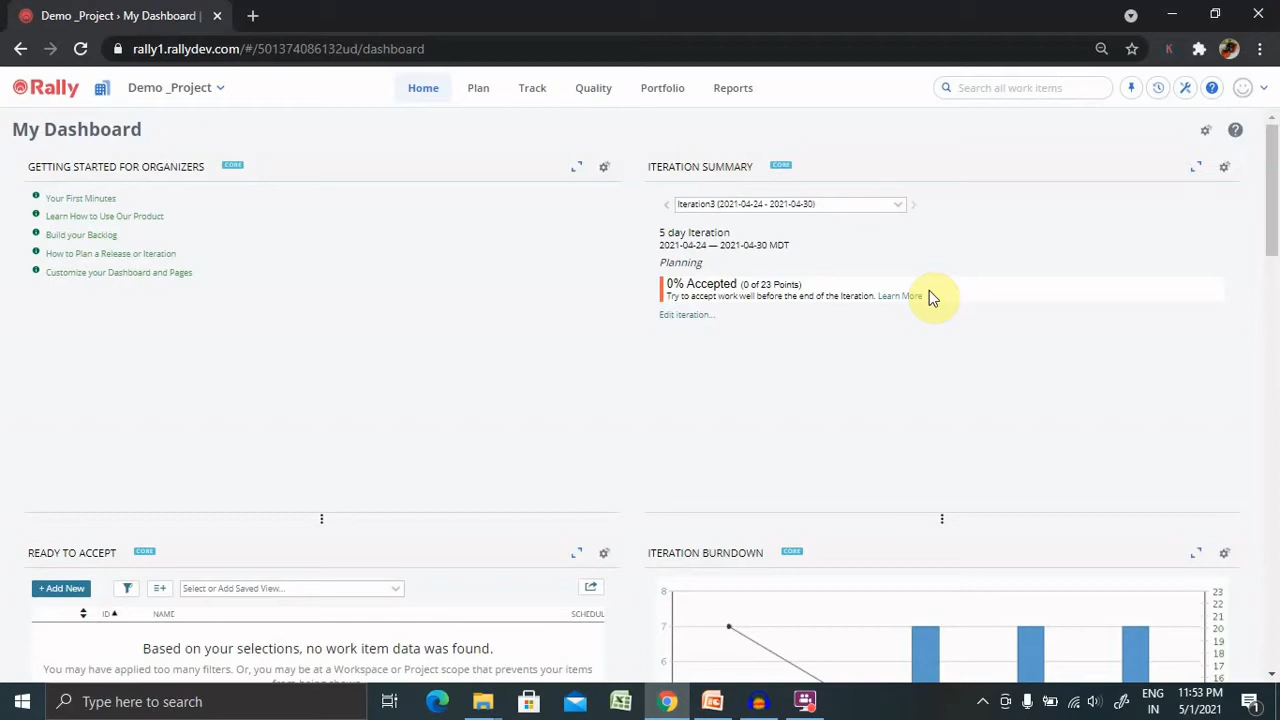 Demo _Project › My Dashboard |
rally1.rallydev.com/#/501374086132ud/dashboard
K
Rally
Demo _Project
Home
Plan
Track
Quality
Portfolio
Reports
Search all work items
My Dashboard
GETTING STARTED FOR ORGANIZERS
CORE
Your First Minutes
Learn How to Use Our Product
Build your Backlog
How to Plan a Release or Iteration
Customize your Dashboard and Pages
ITERATION SUMMARY
CORE
Iteration3 (2021-04-24 - 2021-04-30)
5 day Iteration
2021-04-24 — 2021-04-30 MDT
Planning
0% Accepted (0 of 23 Points)
Try to accept work well before the end of the Iteration. Learn More
Edit iteration...
READY TO ACCEPT
CORE
+ Add New
Select or Add Saved View...
ID
NAME
SCHEDUL
Based on your selections, no work item data was found.
You may have applied too many filters. Or, you may be at a Workspace or Project scope that prevents your items
ITERATION BURNDOWN
CORE
8
7
6
23
22
21
20
19
18
17
16
Type here to search
ENG
IN
11:53 PM
5/1/2021
1